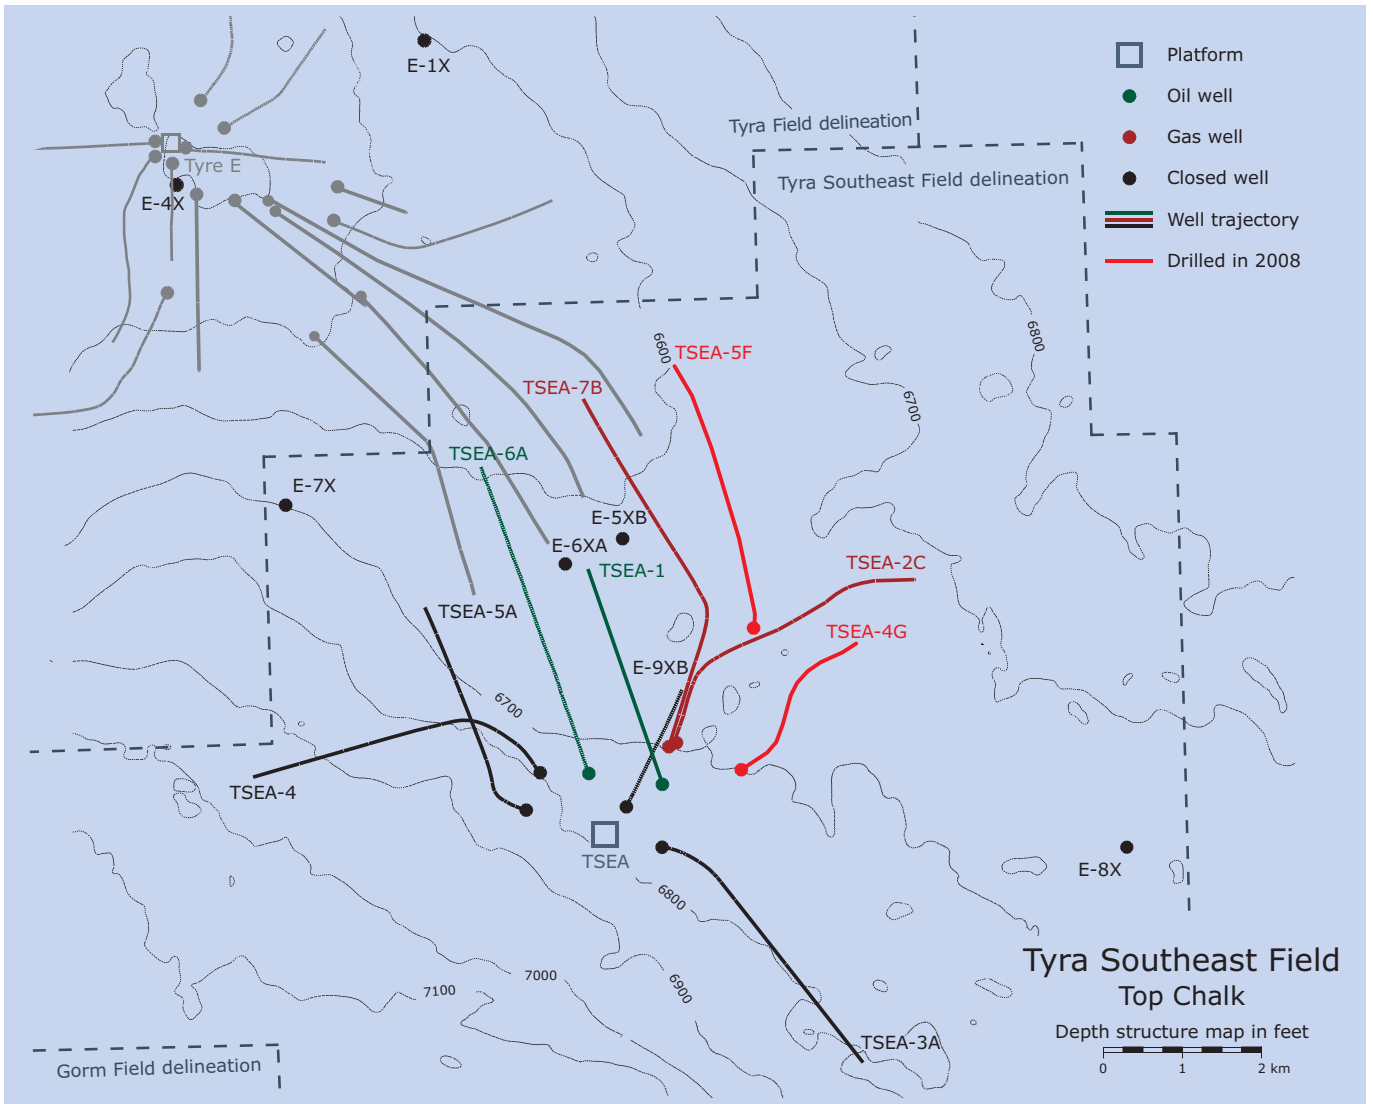 E-1X
Platform
Oil well
Tyra Field delineation
Gas well
Tyre E
Tyra Southeast Field delineation
Closed well
E-4X
Well trajectory
Drilled in 2008
6600
TSEA-5F
6800
TSEA-7B
6700
TSEA-6A
E-7X
E-5XB
E-6XA
TSEA-1
TSEA-2C
TSEA-5A
TSEA-4G
E-9XB
6700
TSEA-4
TSEA
E-8X
6800
Tyra Southeast Field
Top Chalk
7000
6900
7100
Depth structure map in feet
TSEA-3A
Gorm Field delineation
0 1 2 km